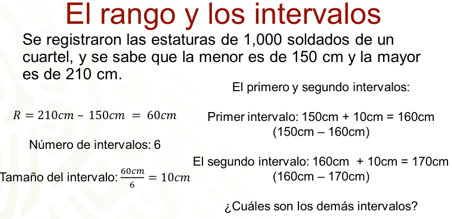 El rango y los intervalos
Se registraron las estaturas de 1,000 soldados de un
cuartel, y se sabe que la menor es de 150 cm y la mayor
es de 210 cm.
R = 210cm – 150cm = 60cm
Número de intervalos: 6
Tamaño del intervalo: 60cm/6 = 10cm
El primero y segundo intervalos:
Primer intervalo: 150cm + 10cm = 160cm
(150cm – 160cm)
El segundo intervalo: 160cm + 10cm = 170cm
(160cm – 170cm)
¿Cuáles son los demás intervalos?